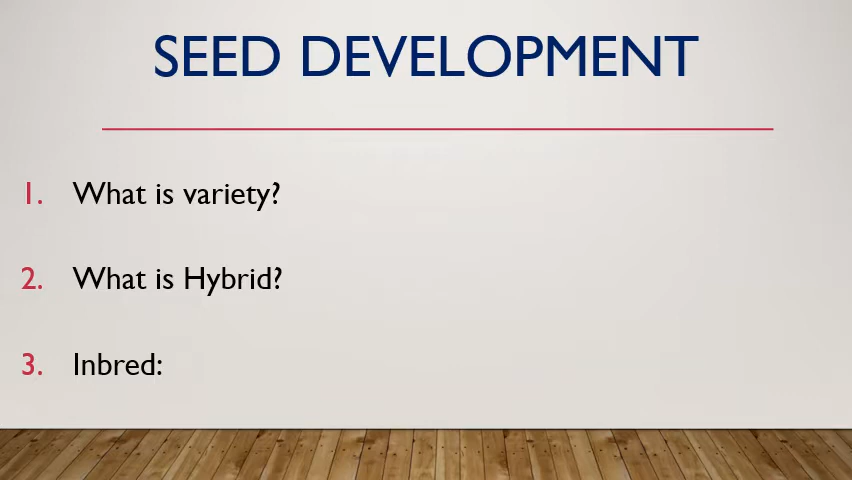 SEED DEVELOPMENT
1. What is variety?
2. What is Hybrid?
3. Inbred: